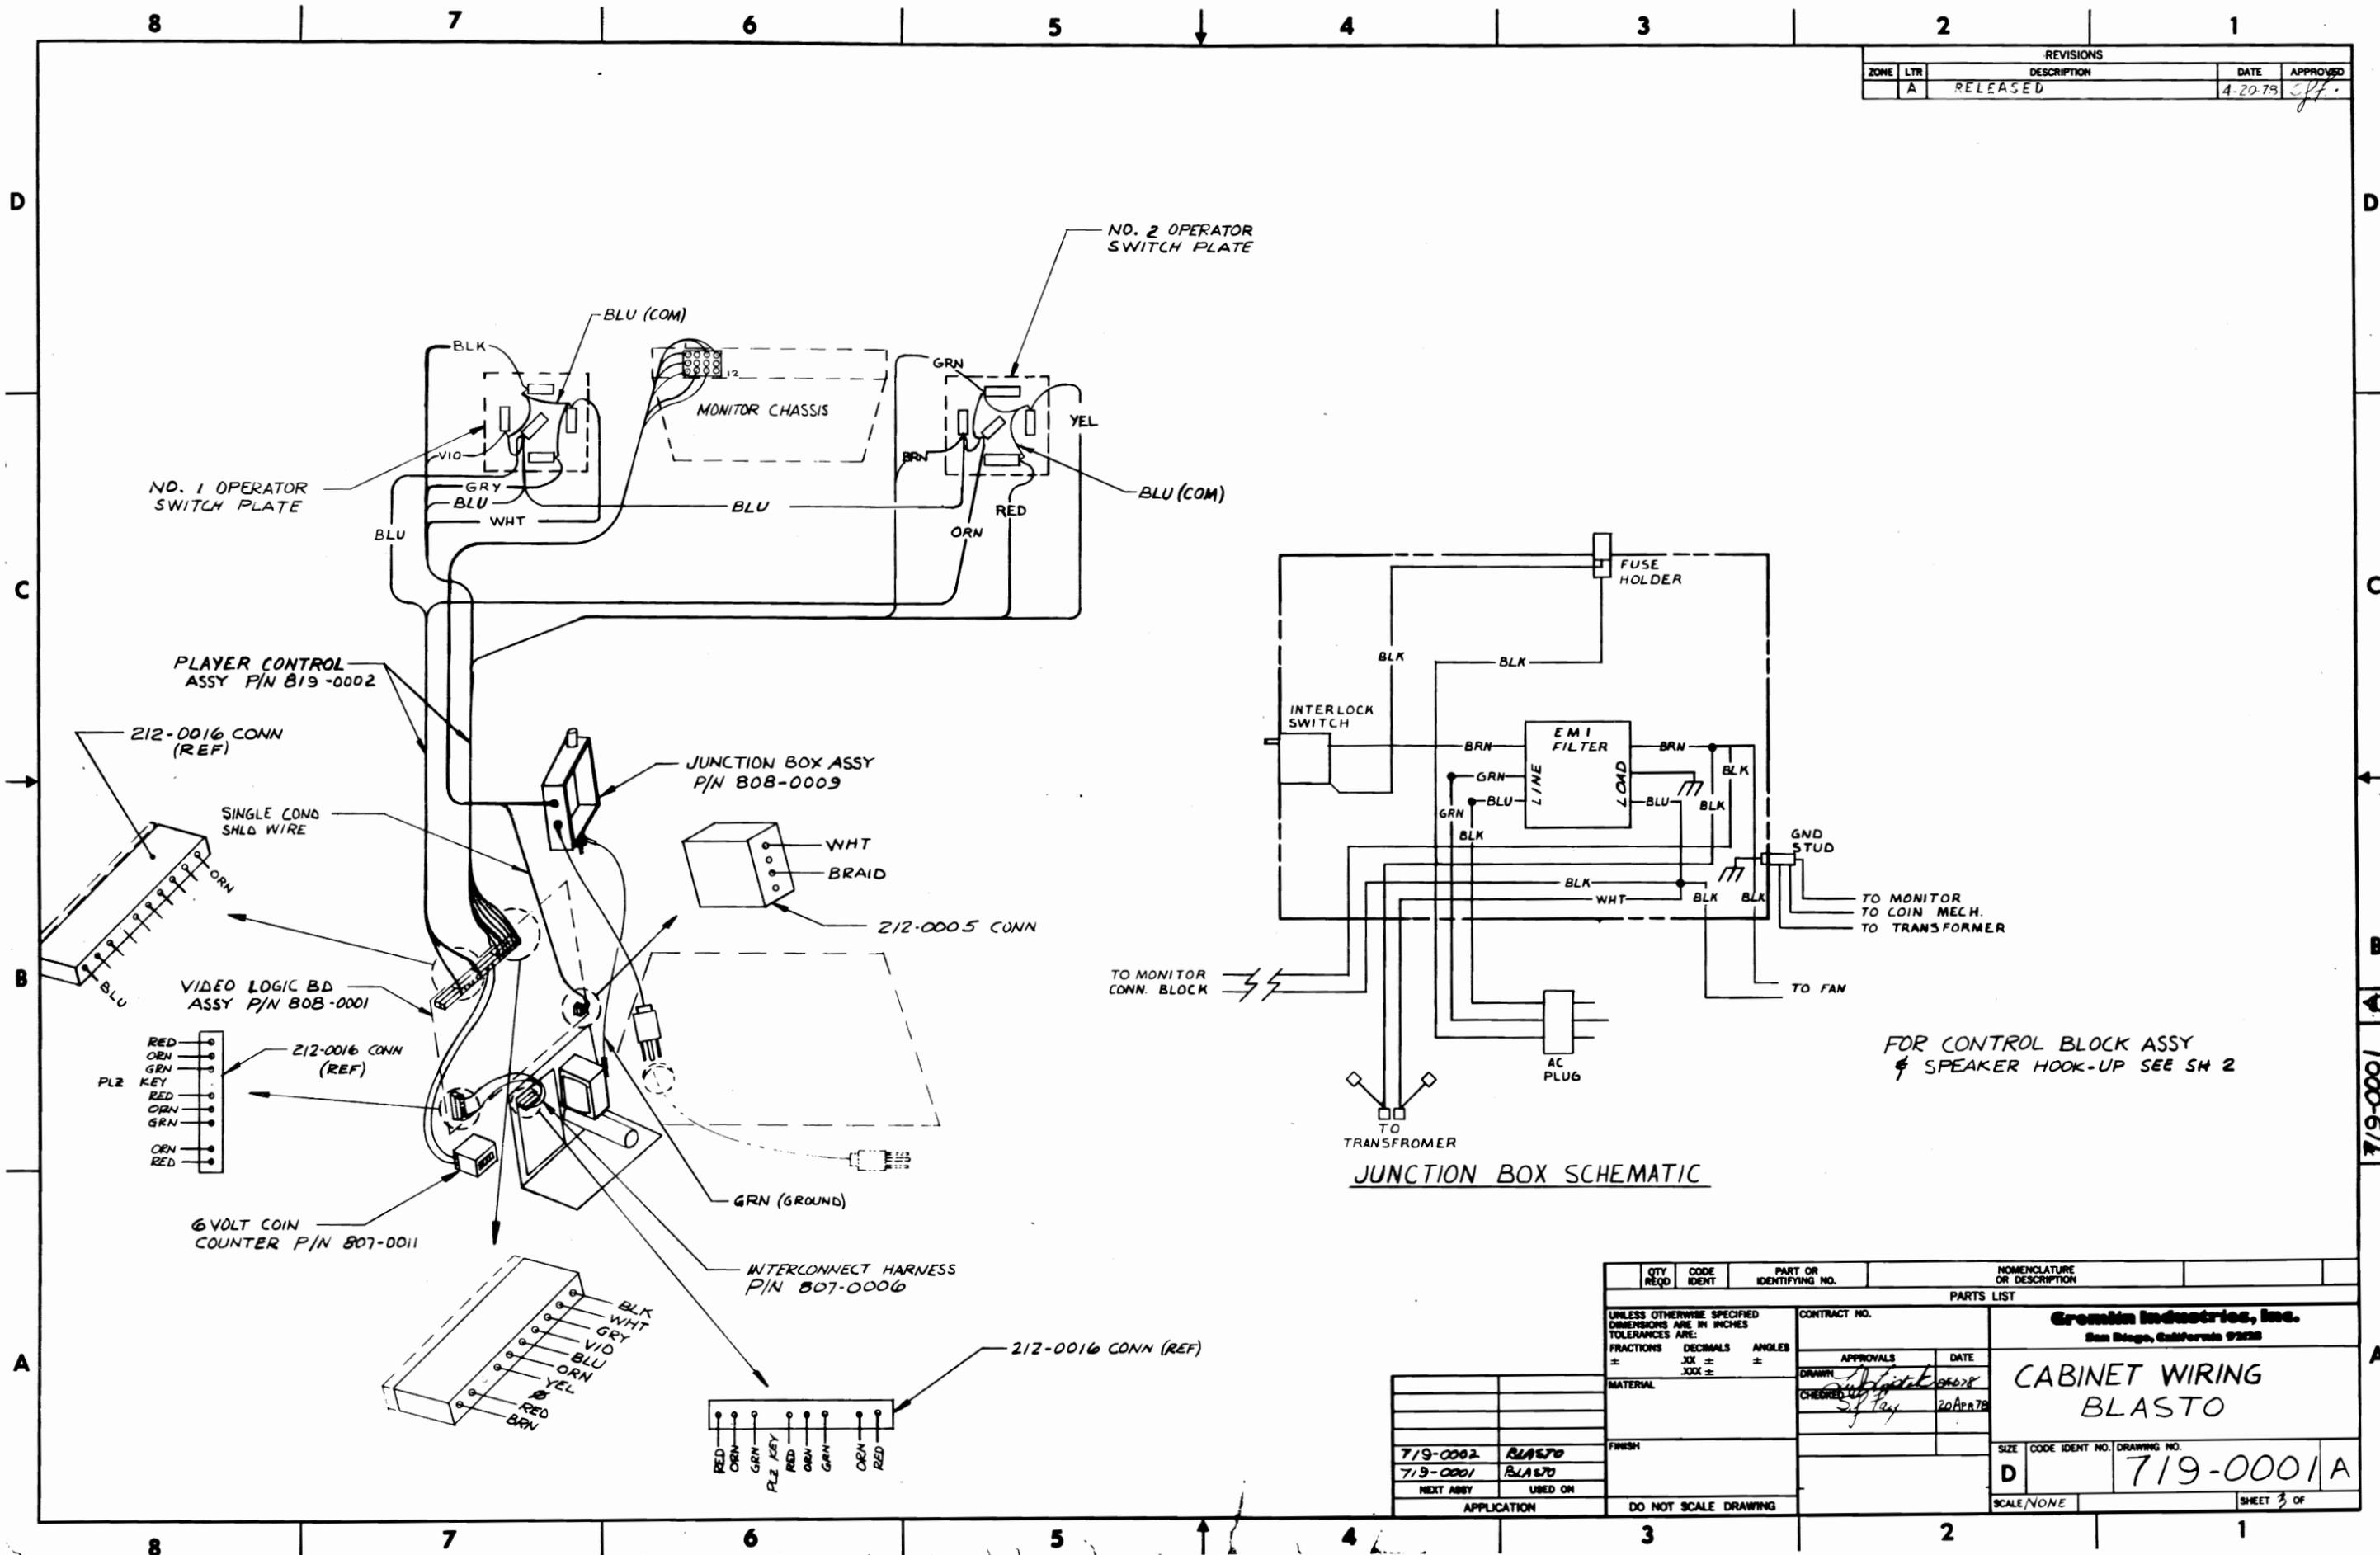 8 7 6 5 4 3 2 1
REVISIONS
ZONE LTR DESCRIPTION DATE APPROVED
A RELEASED 4-20-78
D
D
NO. 2 OPERATOR
SWITCH PLATE
BLU (COM)
BLK
GRN
12
MONITOR CHASSIS
YEL
VIO
BRN
NO. 1 OPERATOR
SWITCH PLATE
GRY
BLU
BLU
WHT
BLU
BLU (COM)
RED
ORN
C
C
FUSE
HOLDER
PLAYER CONTROL
ASSY P/N 819-0002
BLK
BLK
212-0016 CONN
(REF)
JUNCTION BOX ASSY
P/N 808-0009
INTERLOCK
SWITCH
EMI
FILTER
LINE
LOAD
BRN
BRN
GRN
BLK
BLU
BLU
BLK
GRN
BLK
SINGLE COND
SHLD WIRE
WHT
BRAID
GND
STUD
ORN
BLU
212-0005 CONN
BLK
WHT
BLK
BLK
TO MONITOR
TO COIN MECH.
TO TRANSFORMER
B
B
VIDEO LOGIC BD
ASSY P/N 808-0001
TO MONITOR
CONN. BLOCK
TO FAN
RED
ORN
GRN
PL2 KEY
RED
ORN
GRN
ORN
RED
212-0016 CONN
(REF)
AC
PLUG
FOR CONTROL BLOCK ASSY
& SPEAKER HOOK-UP SEE SH 2
719-0001
TO
TRANSFROMER
JUNCTION BOX SCHEMATIC
GRN (GROUND)
6 VOLT COIN
COUNTER P/N 807-0011
INTERCONNECT HARNESS
P/N 807-0006
BLK
WHT
GRY
VIO
BLU
ORN
YEL
RED
BRN
212-0016 CONN (REF)
RED
ORN
GRN
PL2 KEY
RED
ORN
GRN
ORN
RED
A
A
QTY REQD
CODE IDENT
PART OR IDENTIFYING NO.
NOMENCLATURE OR DESCRIPTION
PARTS LIST
UNLESS OTHERWISE SPECIFIED
DIMENSIONS ARE IN INCHES
TOLERANCES ARE:
FRACTIONS DECIMALS ANGLES
± .XX ± ±
.XXX ±
MATERIAL
FINISH
DO NOT SCALE DRAWING
CONTRACT NO.
APPROVALS DATE
DRAWN
CHECKED 20 APR 78
Gremlin Industries, Inc.
San Diego, California
CABINET WIRING
BLASTO
SIZE CODE IDENT NO. DRAWING NO.
D 719-0001 A
SCALE NONE SHEET 3 OF
719-0002 BLASTO
719-0001 BLASTO
NEXT ASSY USED ON
APPLICATION
8 7 6 5 4 3 2 1